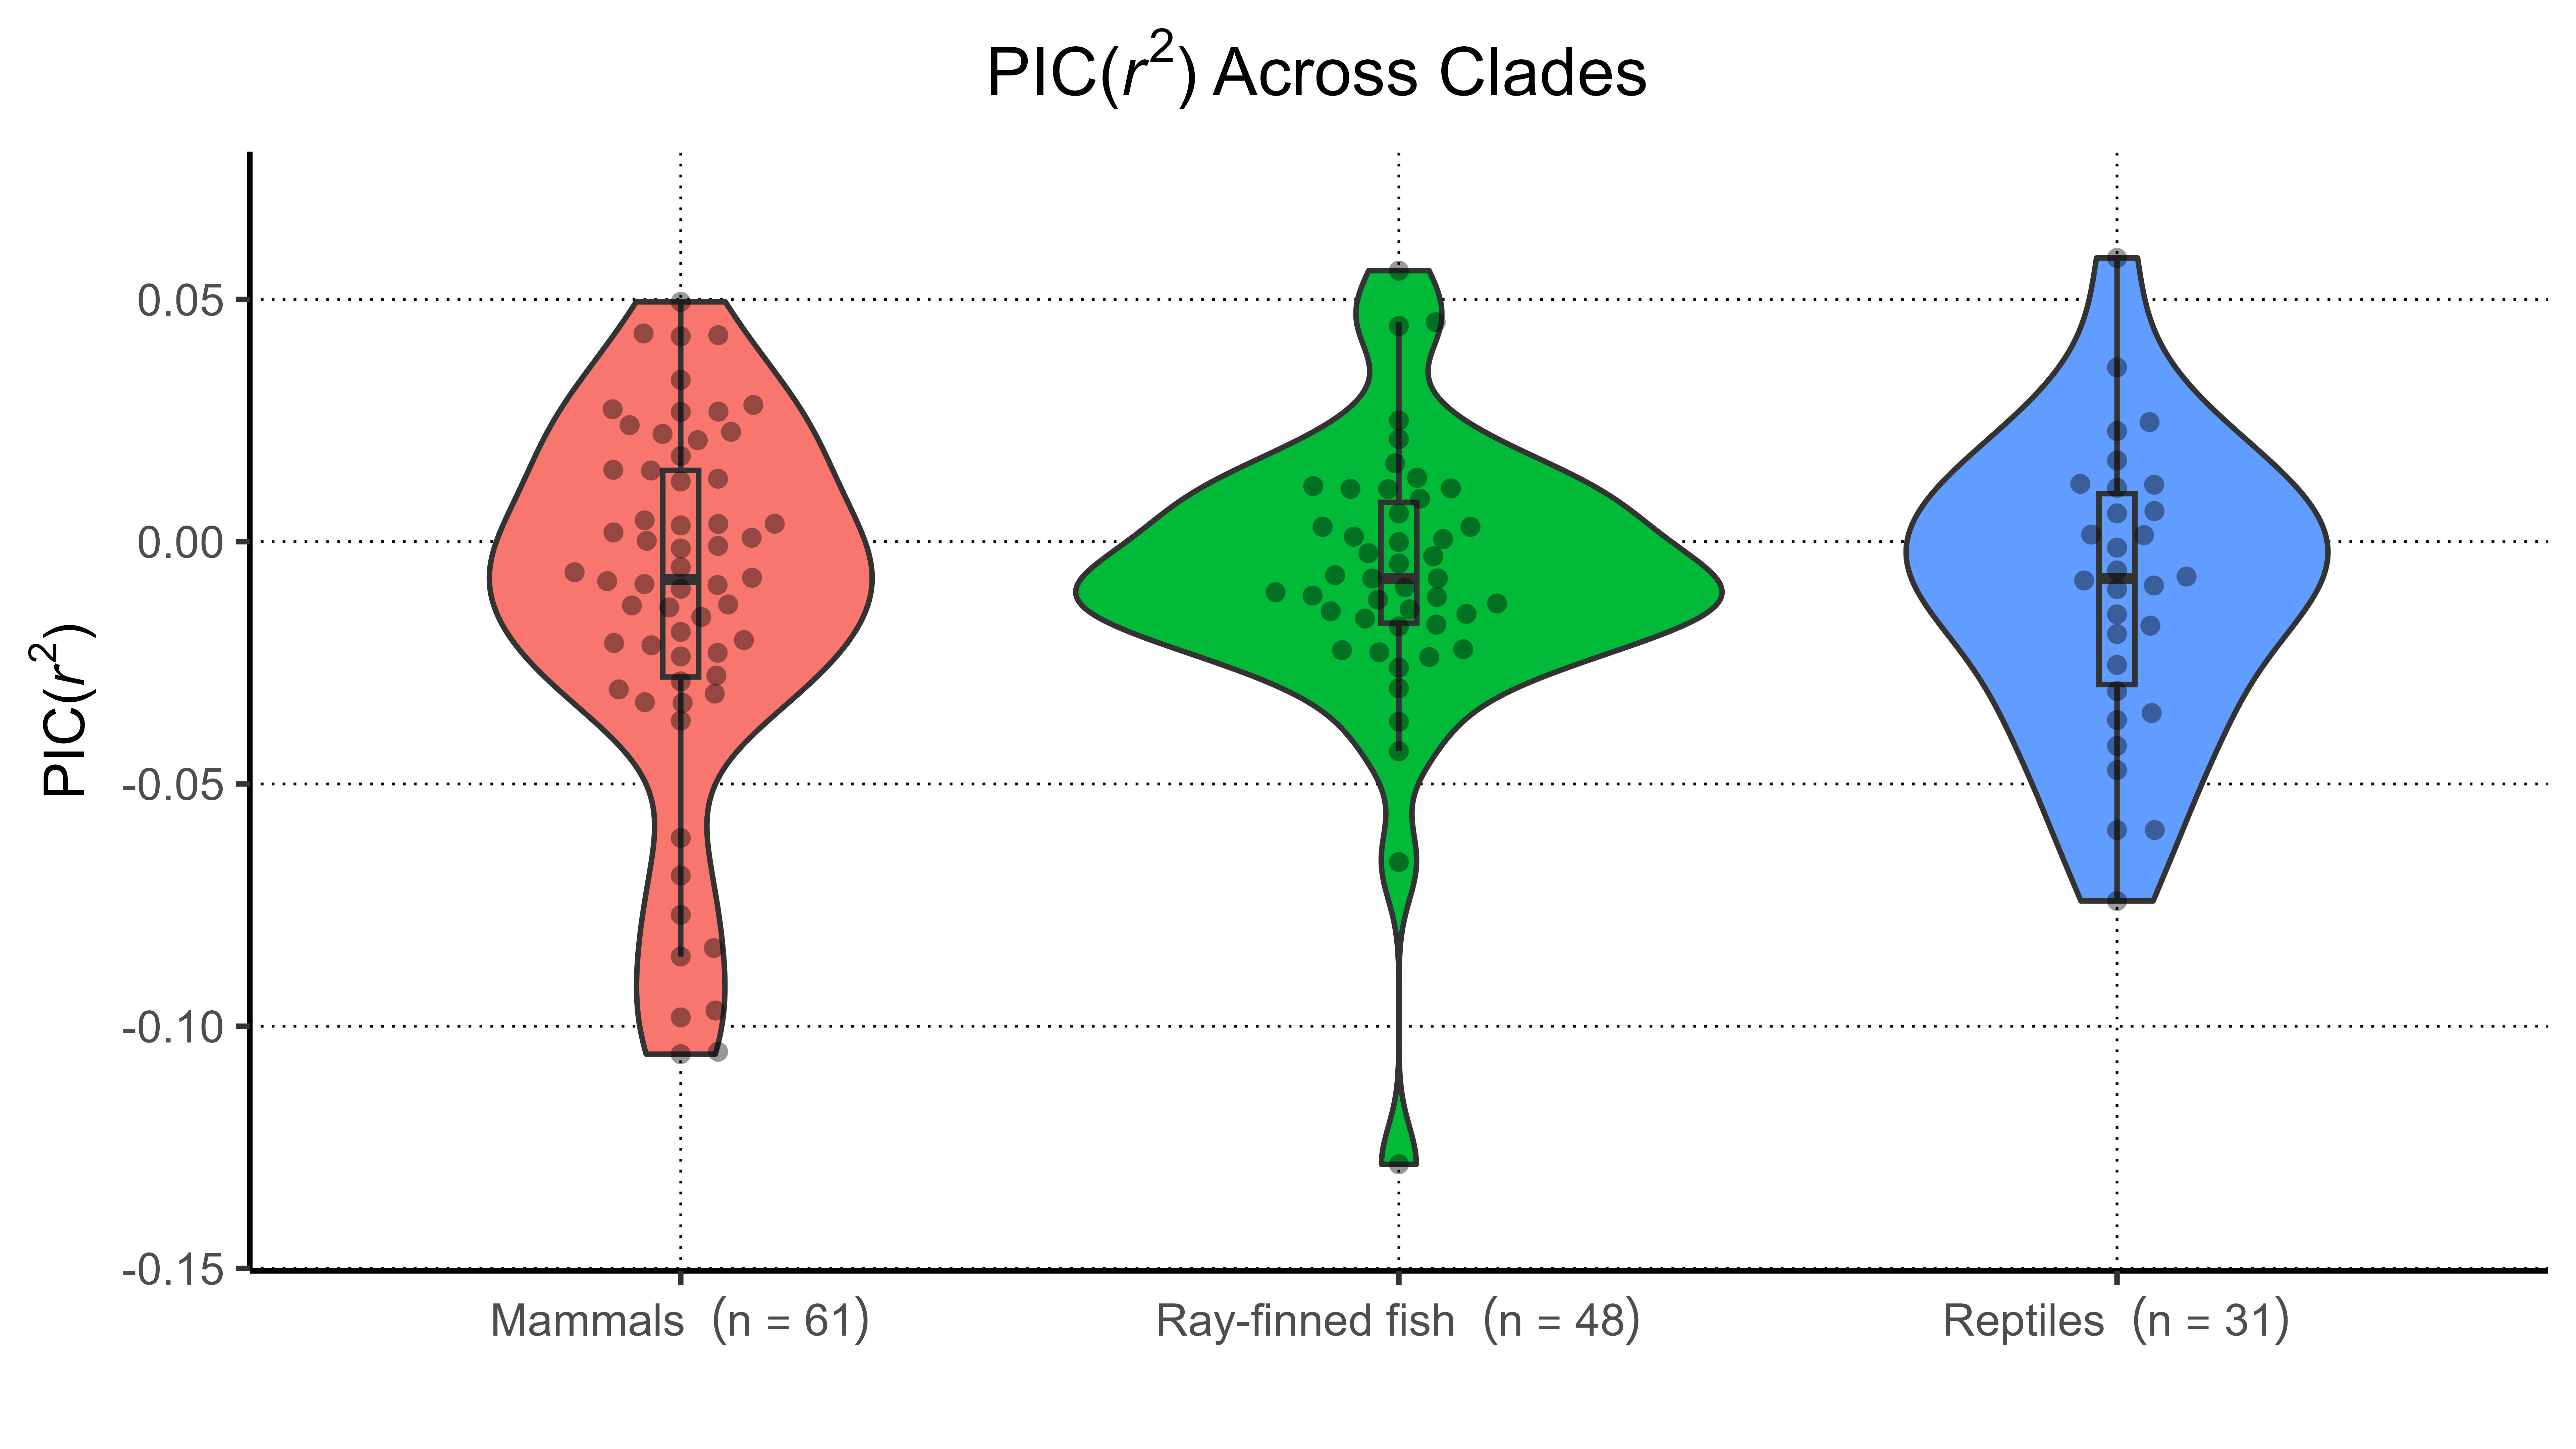 PIC(r²) Across Clades
PIC(r²)
0.05
0.00
-0.05
-0.10
-0.15
Mammals (n = 61)
Ray-finned fish (n = 48)
Reptiles (n = 31)